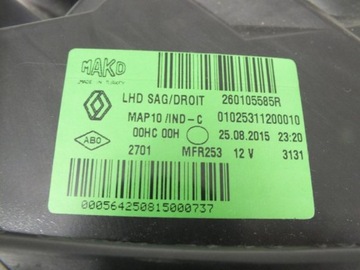 MAKO
MADE IN TURKEY
LHD SAG/DROIT 260105585R
MAP10/IND-C 01025311200010
00HC 00H 25.08.2015 23:20
ABO
2701 MFR253 12 V 3131
000564250815000737